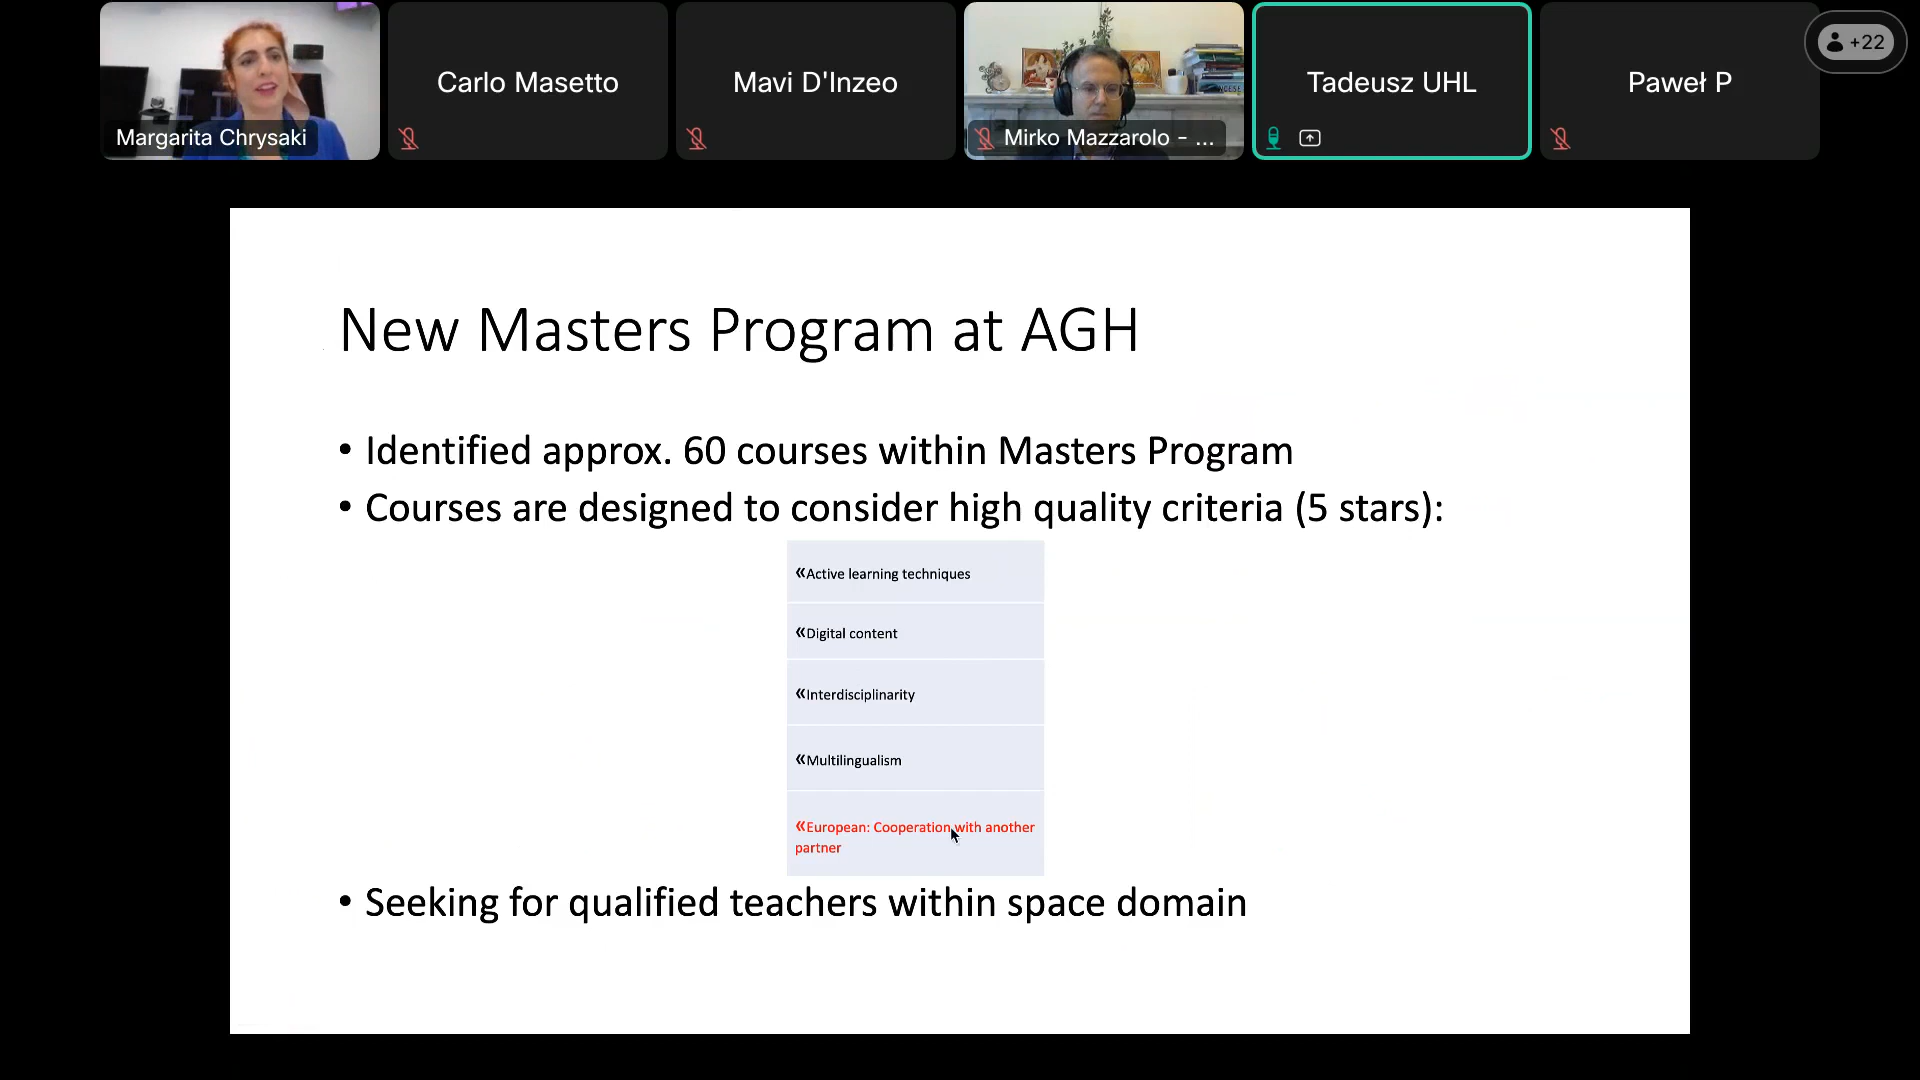 Margarita Chrysaki
Carlo Masetto
Mavi D'Inzeo
Mirko Mazzarolo - ...
Tadeusz UHL
Paweł P
+22
New Masters Program at AGH
• Identified approx. 60 courses within Masters Program
• Courses are designed to consider high quality criteria (5 stars):
«Active learning techniques
«Digital content
«Interdisciplinarity
«Multilingualism
«European: Cooperation with another
partner
• Seeking for qualified teachers within space domain